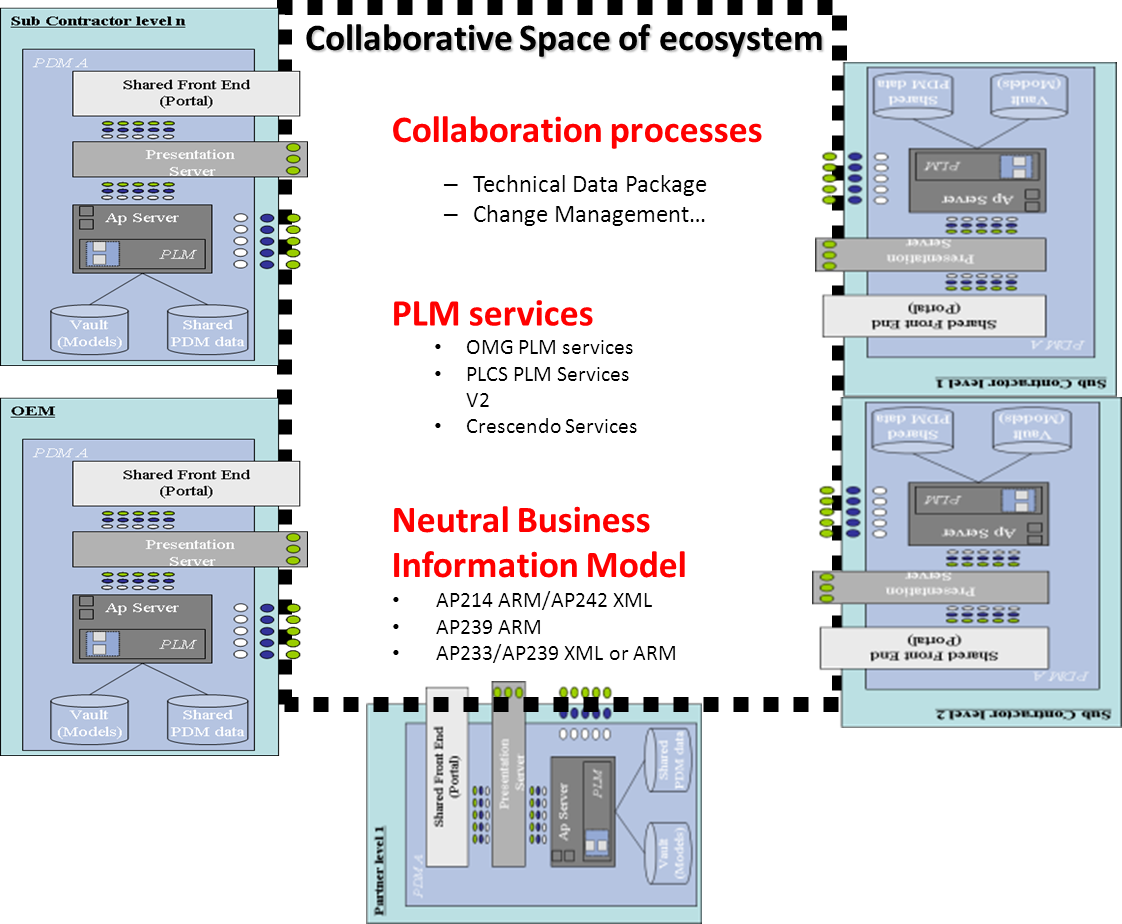 Collaborative Space of ecosystem
Sub Contractor level n
PDM A
Shared Front End
(Portal)
Presentation
Server
Ap Server
PLM
Vault
(Models)
Shared
PDM data
OEM
PDM A
Shared Front End
(Portal)
Presentation
Server
Ap Server
PLM
Vault
(Models)
Shared
PDM data
Collaboration processes
– Technical Data Package
– Change Management...
PLM services
• OMG PLM services
• PLCS PLM Services
V2
• Crescendo Services
Neutral Business
Information Model
• AP214 ARM/AP242 XML
• AP239 ARM
• AP233/AP239 XML or ARM
Sub Contractor level 1
PDM A
Shared Front End
(Portal)
Presentation
Server
Ap Server
PLM
Vault
(Models)
Shared
PDM data
Sub Contractor level 2
PDM A
Shared Front End
(Portal)
Presentation
Server
Ap Server
PLM
Vault
(Models)
Shared
PDM data
Partner level 1
PDM A
Shared Front End
(Portal)
Presentation
Server
Ap Server
PLM
Shared
PDM data
Vault
(Models)